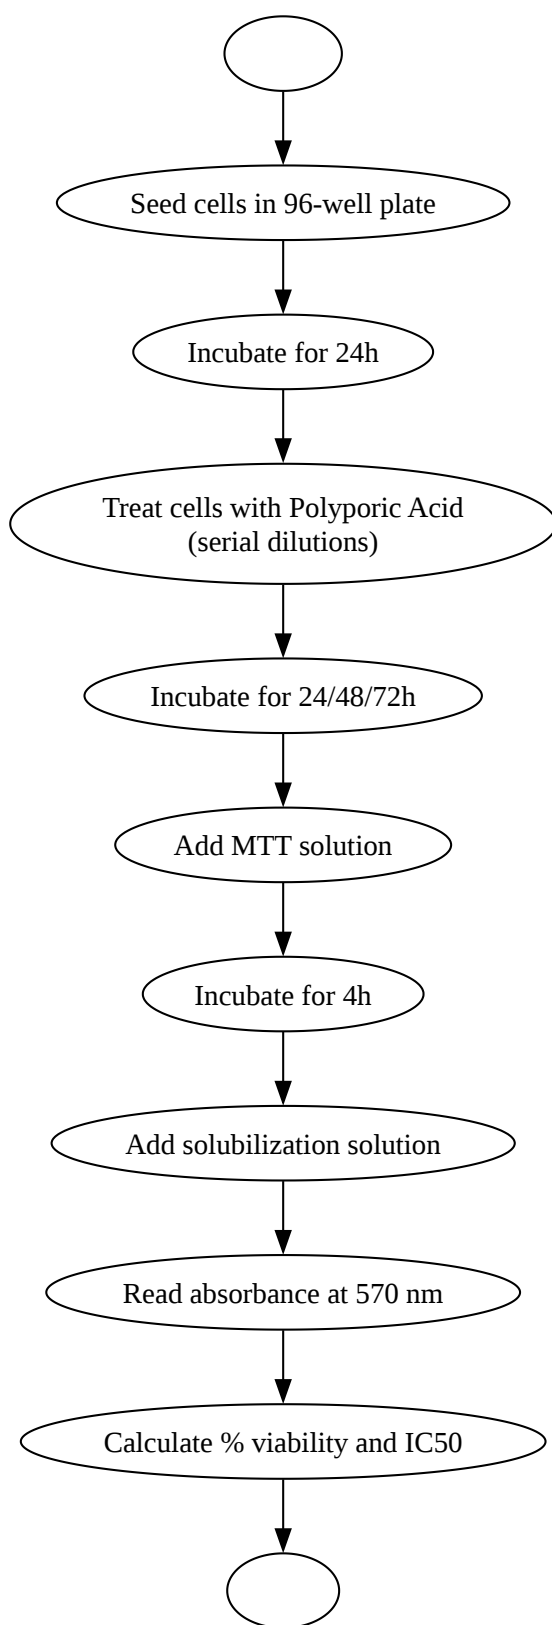 Seed cells in 96-well plate
Incubate for 24h
Treat cells with Polyporic Acid
(serial dilutions)
Incubate for 24/48/72h
Add MTT solution
Incubate for 4h
Add solubilization solution
Read absorbance at 570 nm
Calculate % viability and IC50